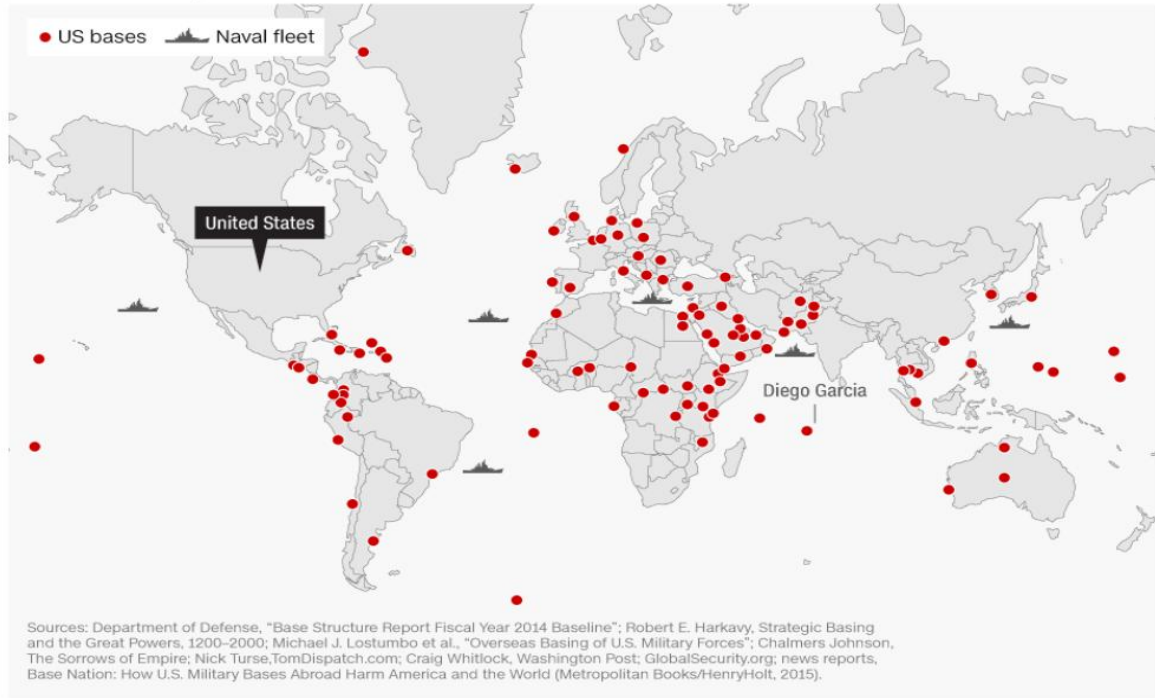 US bases Naval fleet
United States
Diego Garcia
Sources: Department of Defense, "Base Structure Report Fiscal Year 2014 Baseline"; Robert E. Harkavy, Strategic Basing
and the Great Powers, 1200–2000; Michael J. Lostumbo et al., "Overseas Basing of U.S. Military Forces"; Chalmers Johnson,
The Sorrows of Empire; Nick Turse,TomDispatch.com; Craig Whitlock, Washington Post; GlobalSecurity.org; news reports,
Base Nation: How U.S. Military Bases Abroad Harm America and the World (Metropolitan Books/HenryHolt, 2015).